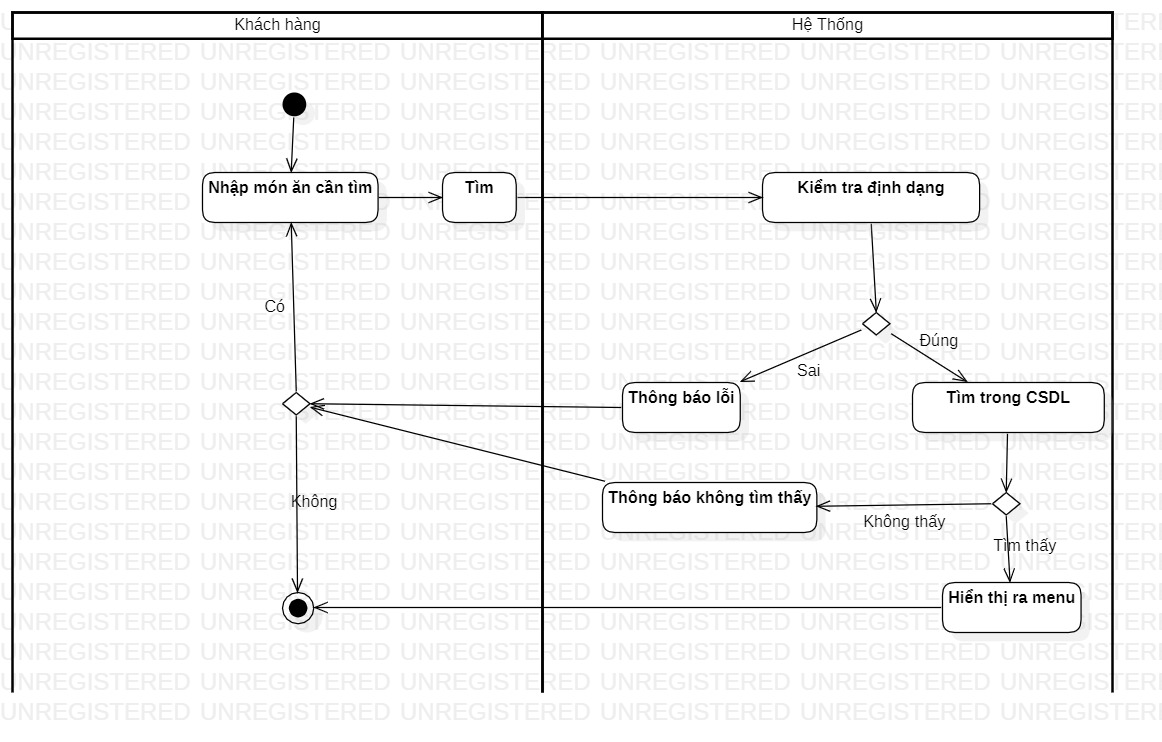 Khách hàng
Hệ Thống
Nhập món ăn cần tìm
Tìm
Kiểm tra định dạng
Có
Đúng
Sai
Thông báo lỗi
Tìm trong CSDL
Không
Thông báo không tìm thấy
Không thấy
Tìm thấy
Hiển thị ra menu